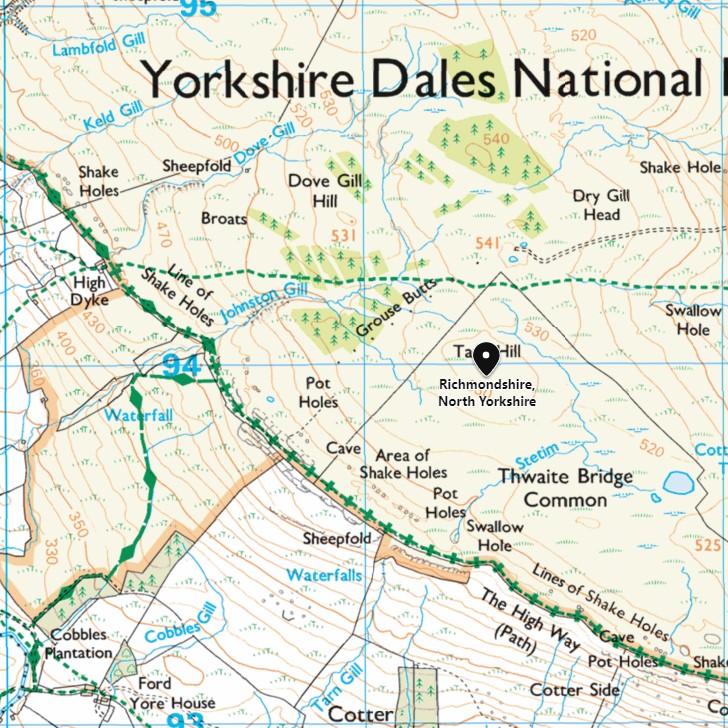 95
Lambfold Gill
520
Yorkshire Dales National
530
520
Keld Gill
500
Dove Gill
540
Shake
Holes
Sheepfold
Dove Gill
Hill
Shake Hole
Dry Gill
Head
Broats
470
531
541
High
Dyke
Line of
Shake Holes
Johnston Gill
Grouse Butts
Swallow
Hole
430
400
530
94
Hill
Richmondshire,
North Yorkshire
Pot
Holes
Waterfall
Cave
Area of
Shake Holes
Stetim
520
Thwaite Bridge
Common
Pot
Holes
350
330
Sheepfold
Swallow
Hole
525
Waterfalls
Lines of Shake Holes
The High Way
(Path)
Cave
Cobbles
Plantation
Cobbles Gill
Pot Holes
Tarn Gill
Ford
Yore House
Cotter Side
93
Cotter